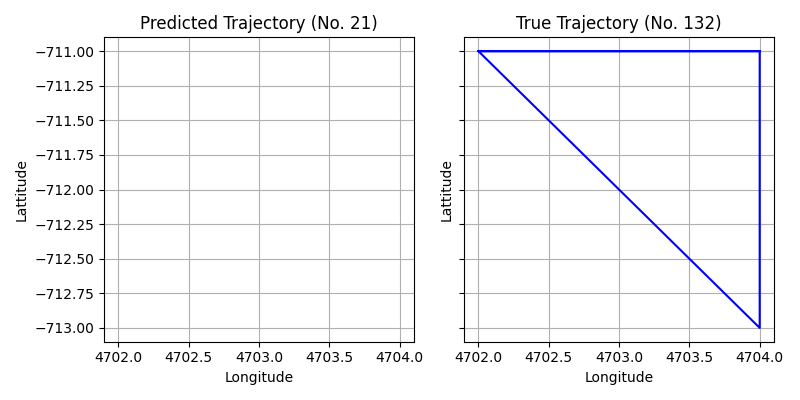 Predicted Trajectory (No. 21)
True Trajectory (No. 132)
−711.00
−711.25
−711.50
−711.75
−712.00
−712.25
−712.50
−712.75
−713.00
Lattitude
Lattitude
4702.0 4702.5 4703.0 4703.5 4704.0
4702.0 4702.5 4703.0 4703.5 4704.0
Longitude
Longitude